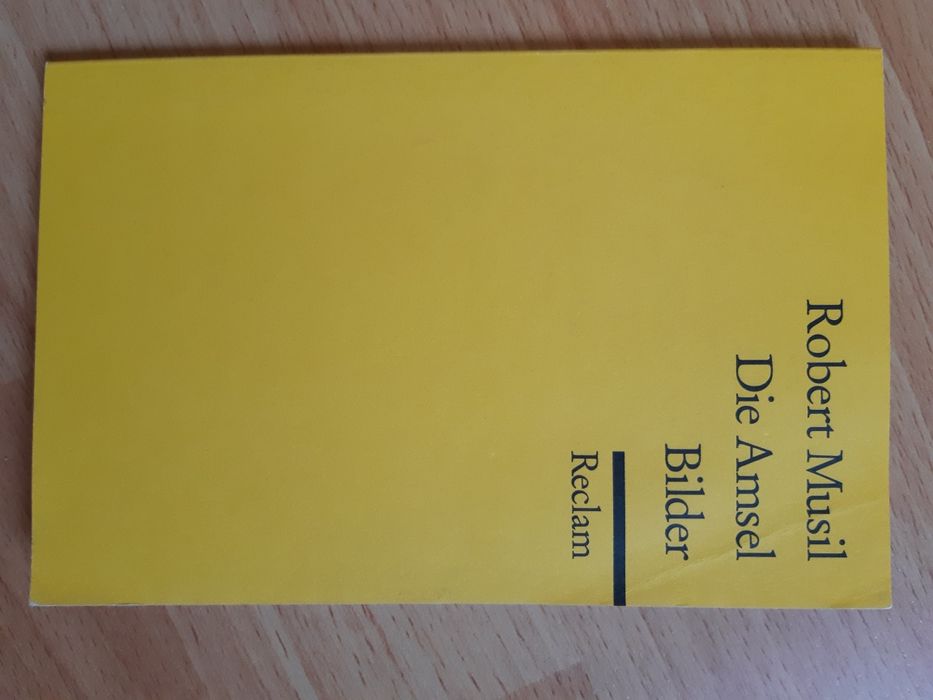 Robert Musil
Die Amsel
Bilder
Reclam